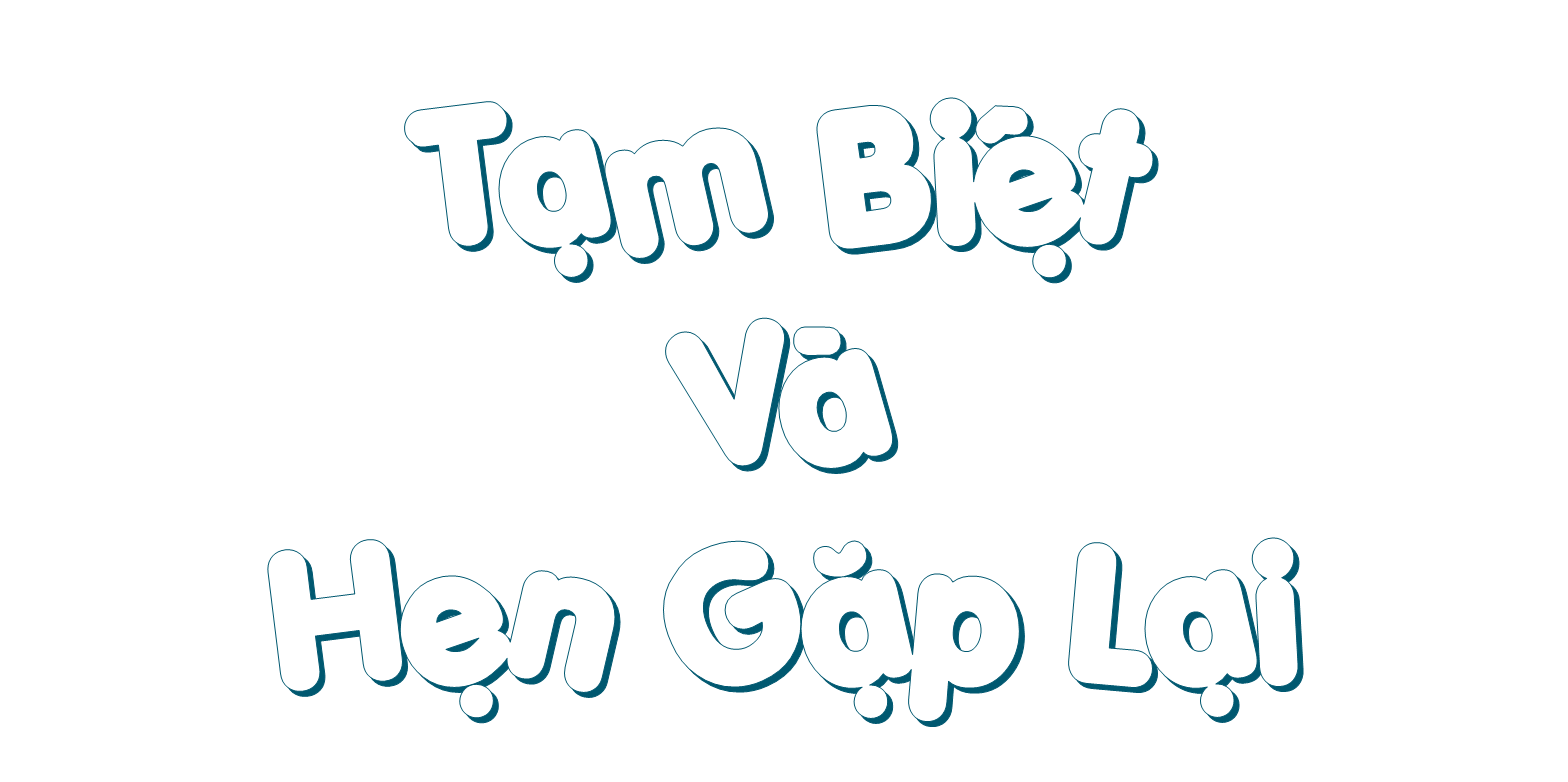 Tạm Biệt
Và
Hẹn Gặp Lại